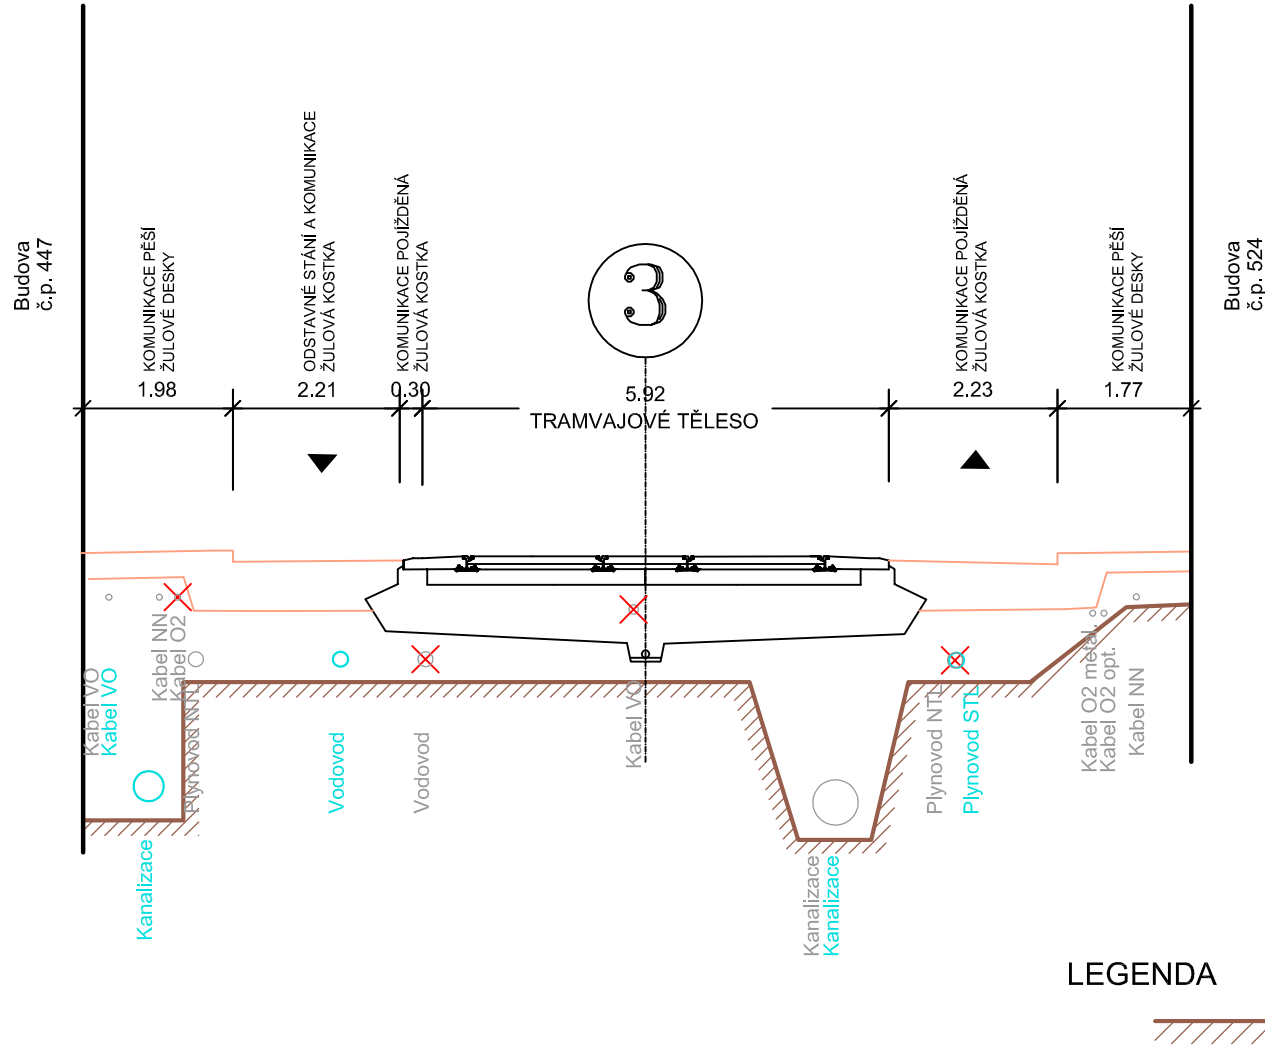 Budova
č.p. 447
KOMUNIKACE PĚŠÍ
ŽULOVÉ DESKY
1.98
ODSTAVNÉ STÁNÍ A KOMUNIKACE
ŽULOVÁ KOSTKA
2.21
KOMUNIKACE POJÍŽDĚNÁ
ŽULOVÁ KOSTKA
0.30
3
5.92
TRAMVAJOVÉ TĚLESO
KOMUNIKACE POJÍŽDĚNÁ
ŽULOVÁ KOSTKA
2.23
KOMUNIKACE PĚŠÍ
ŽULOVÉ DESKY
1.77
Budova
č.p. 524
Kabel VO
Kabel VO
Kabel NN
Kabel O2
Plynovod NTL
Vodovod
Vodovod
Kabel VO
Plynovod NTL
Plynovod STL
Kabel O2 metal.
Kabel O2 opt.
Kabel NN
Kanalizace
Kanalizace
Kanalizace
LEGENDA